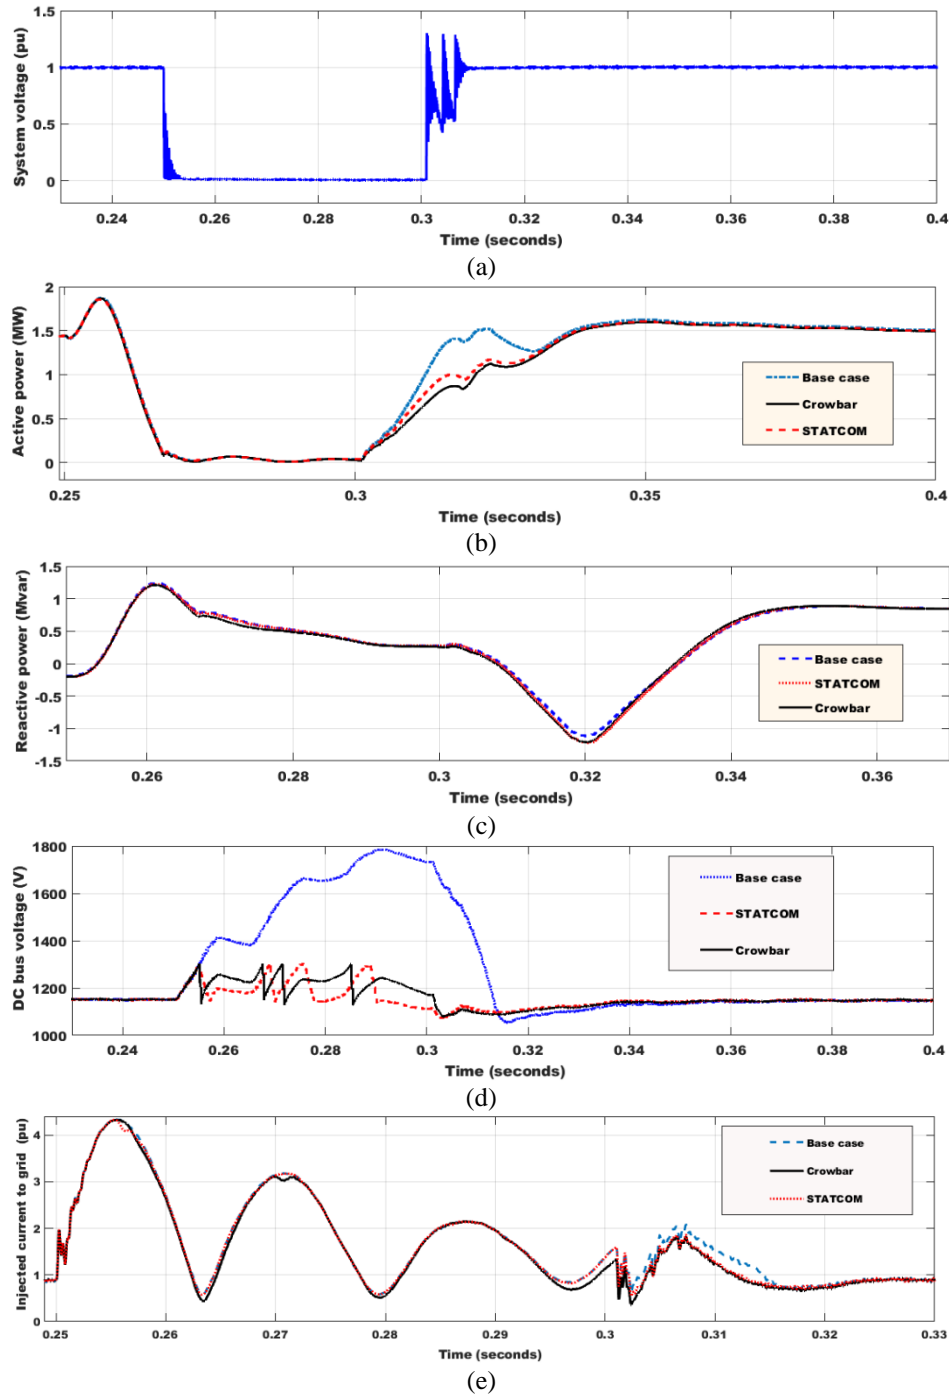 1.5
1
0.5
0
System voltage (pu)
0.24 0.26 0.28 0.3 0.32 0.34 0.36 0.38 0.4
Time (seconds)
(a)
2
1.5
1
0.5
0
Active power (MW)
Base case
Crowbar
STATCOM
0.25 0.3 0.35 0.4
Time (seconds)
(b)
1.5
1
0.5
0
-0.5
-1
-1.5
Reactive power (Mvar)
Base case
STATCOM
Crowbar
0.26 0.28 0.3 0.32 0.34 0.36
Time (seconds)
(c)
1800
1600
1400
1200
1000
DC bus voltage (V)
Base case
STATCOM
Crowbar
0.24 0.26 0.28 0.3 0.32 0.34 0.36 0.38 0.4
Time (seconds)
(d)
4
3
2
1
0
Injected current to grid (pu)
Base case
Crowbar
STATCOM
0.25 0.26 0.27 0.28 0.29 0.3 0.31 0.32 0.33
Time (seconds)
(e)